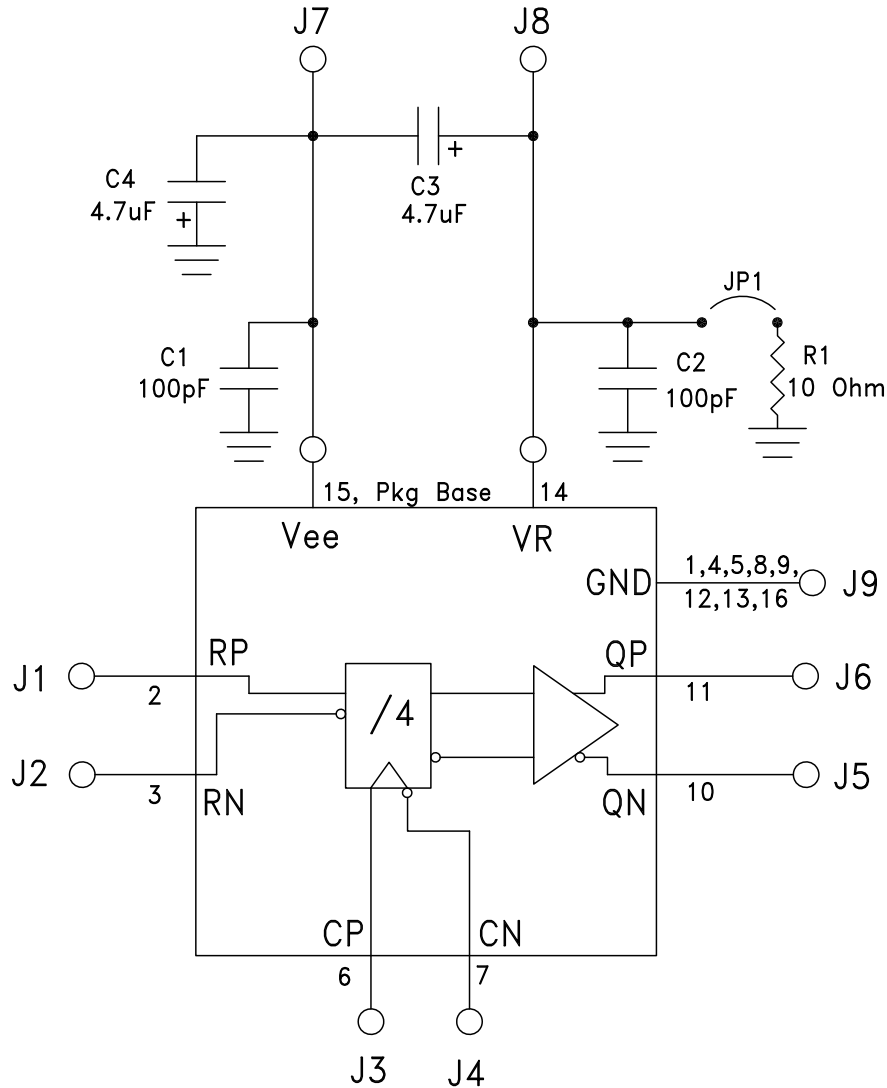 J7
J8
C4
4.7uF
+
+
C3
4.7uF
JP1
C1
100pF
C2
100pF
R1
10 Ohm
15, Pkg Base
14
Vee
VR
GND
1,4,5,8,9,
12,13,16
J9
J1
2
RP
QP
11
J6
/4
J2
3
RN
QN
10
J5
CP
CN
6
7
J3
J4